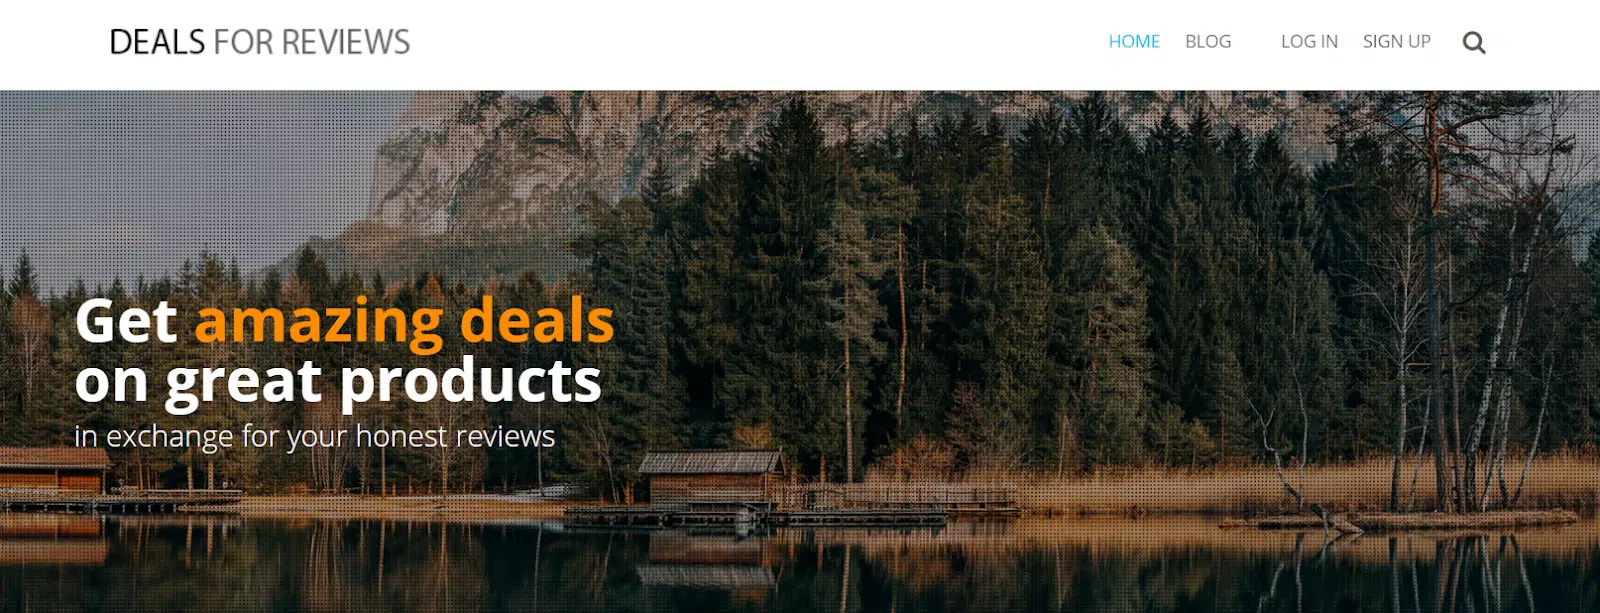 DEALS FOR REVIEWS
HOME BLOG LOG IN SIGN UP
Get amazing deals
on great products
in exchange for your honest reviews